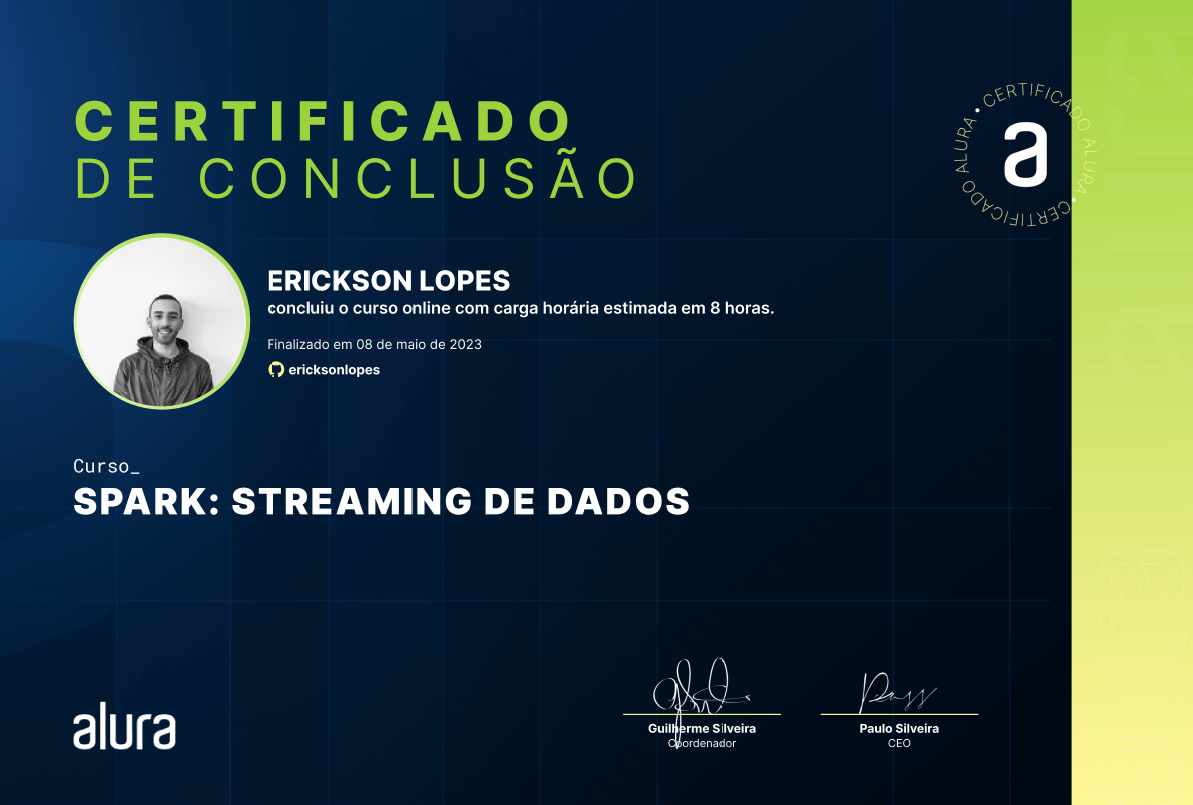 CERTIFICADO
DE CONCLUSÃO
• CERTIFICADO ALURA • CERTIFICADO ALURA
a
ERICKSON LOPES
concluiu o curso online com carga horária estimada em 8 horas.
Finalizado em 08 de maio de 2023
ericksonlopes
Curso_
SPARK: STREAMING DE DADOS
alura
Guilherme Silveira
Coordenador
Paulo Silveira
CEO
alura
alura